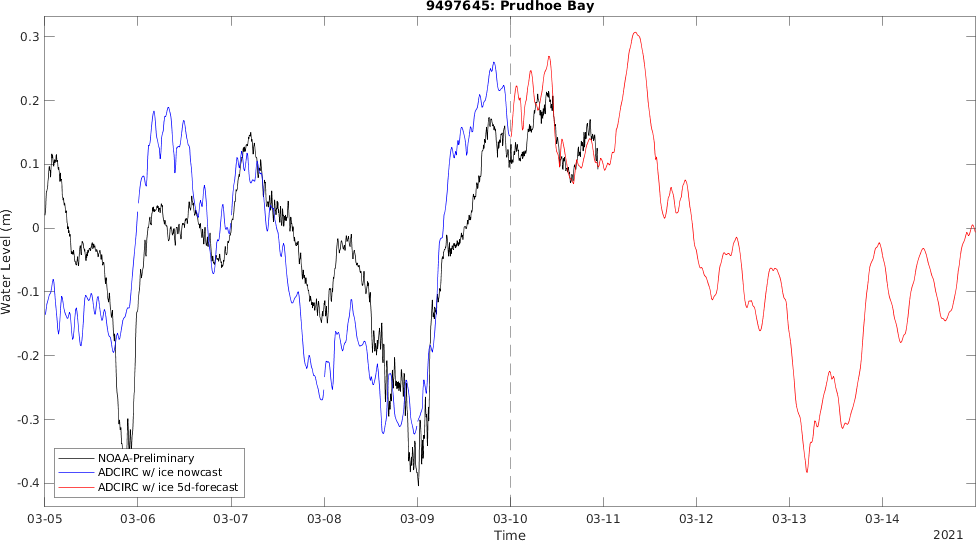 9497645: Prudhoe Bay
Water Level (m)
0.3
0.2
0.1
0
-0.1
-0.2
-0.3
-0.4
NOAA-Preliminary
ADCIRC w/ ice nowcast
ADCIRC w/ ice 5d-forecast
03-05 03-06 03-07 03-08 03-09 03-10 03-11 03-12 03-13 03-14
Time
2021